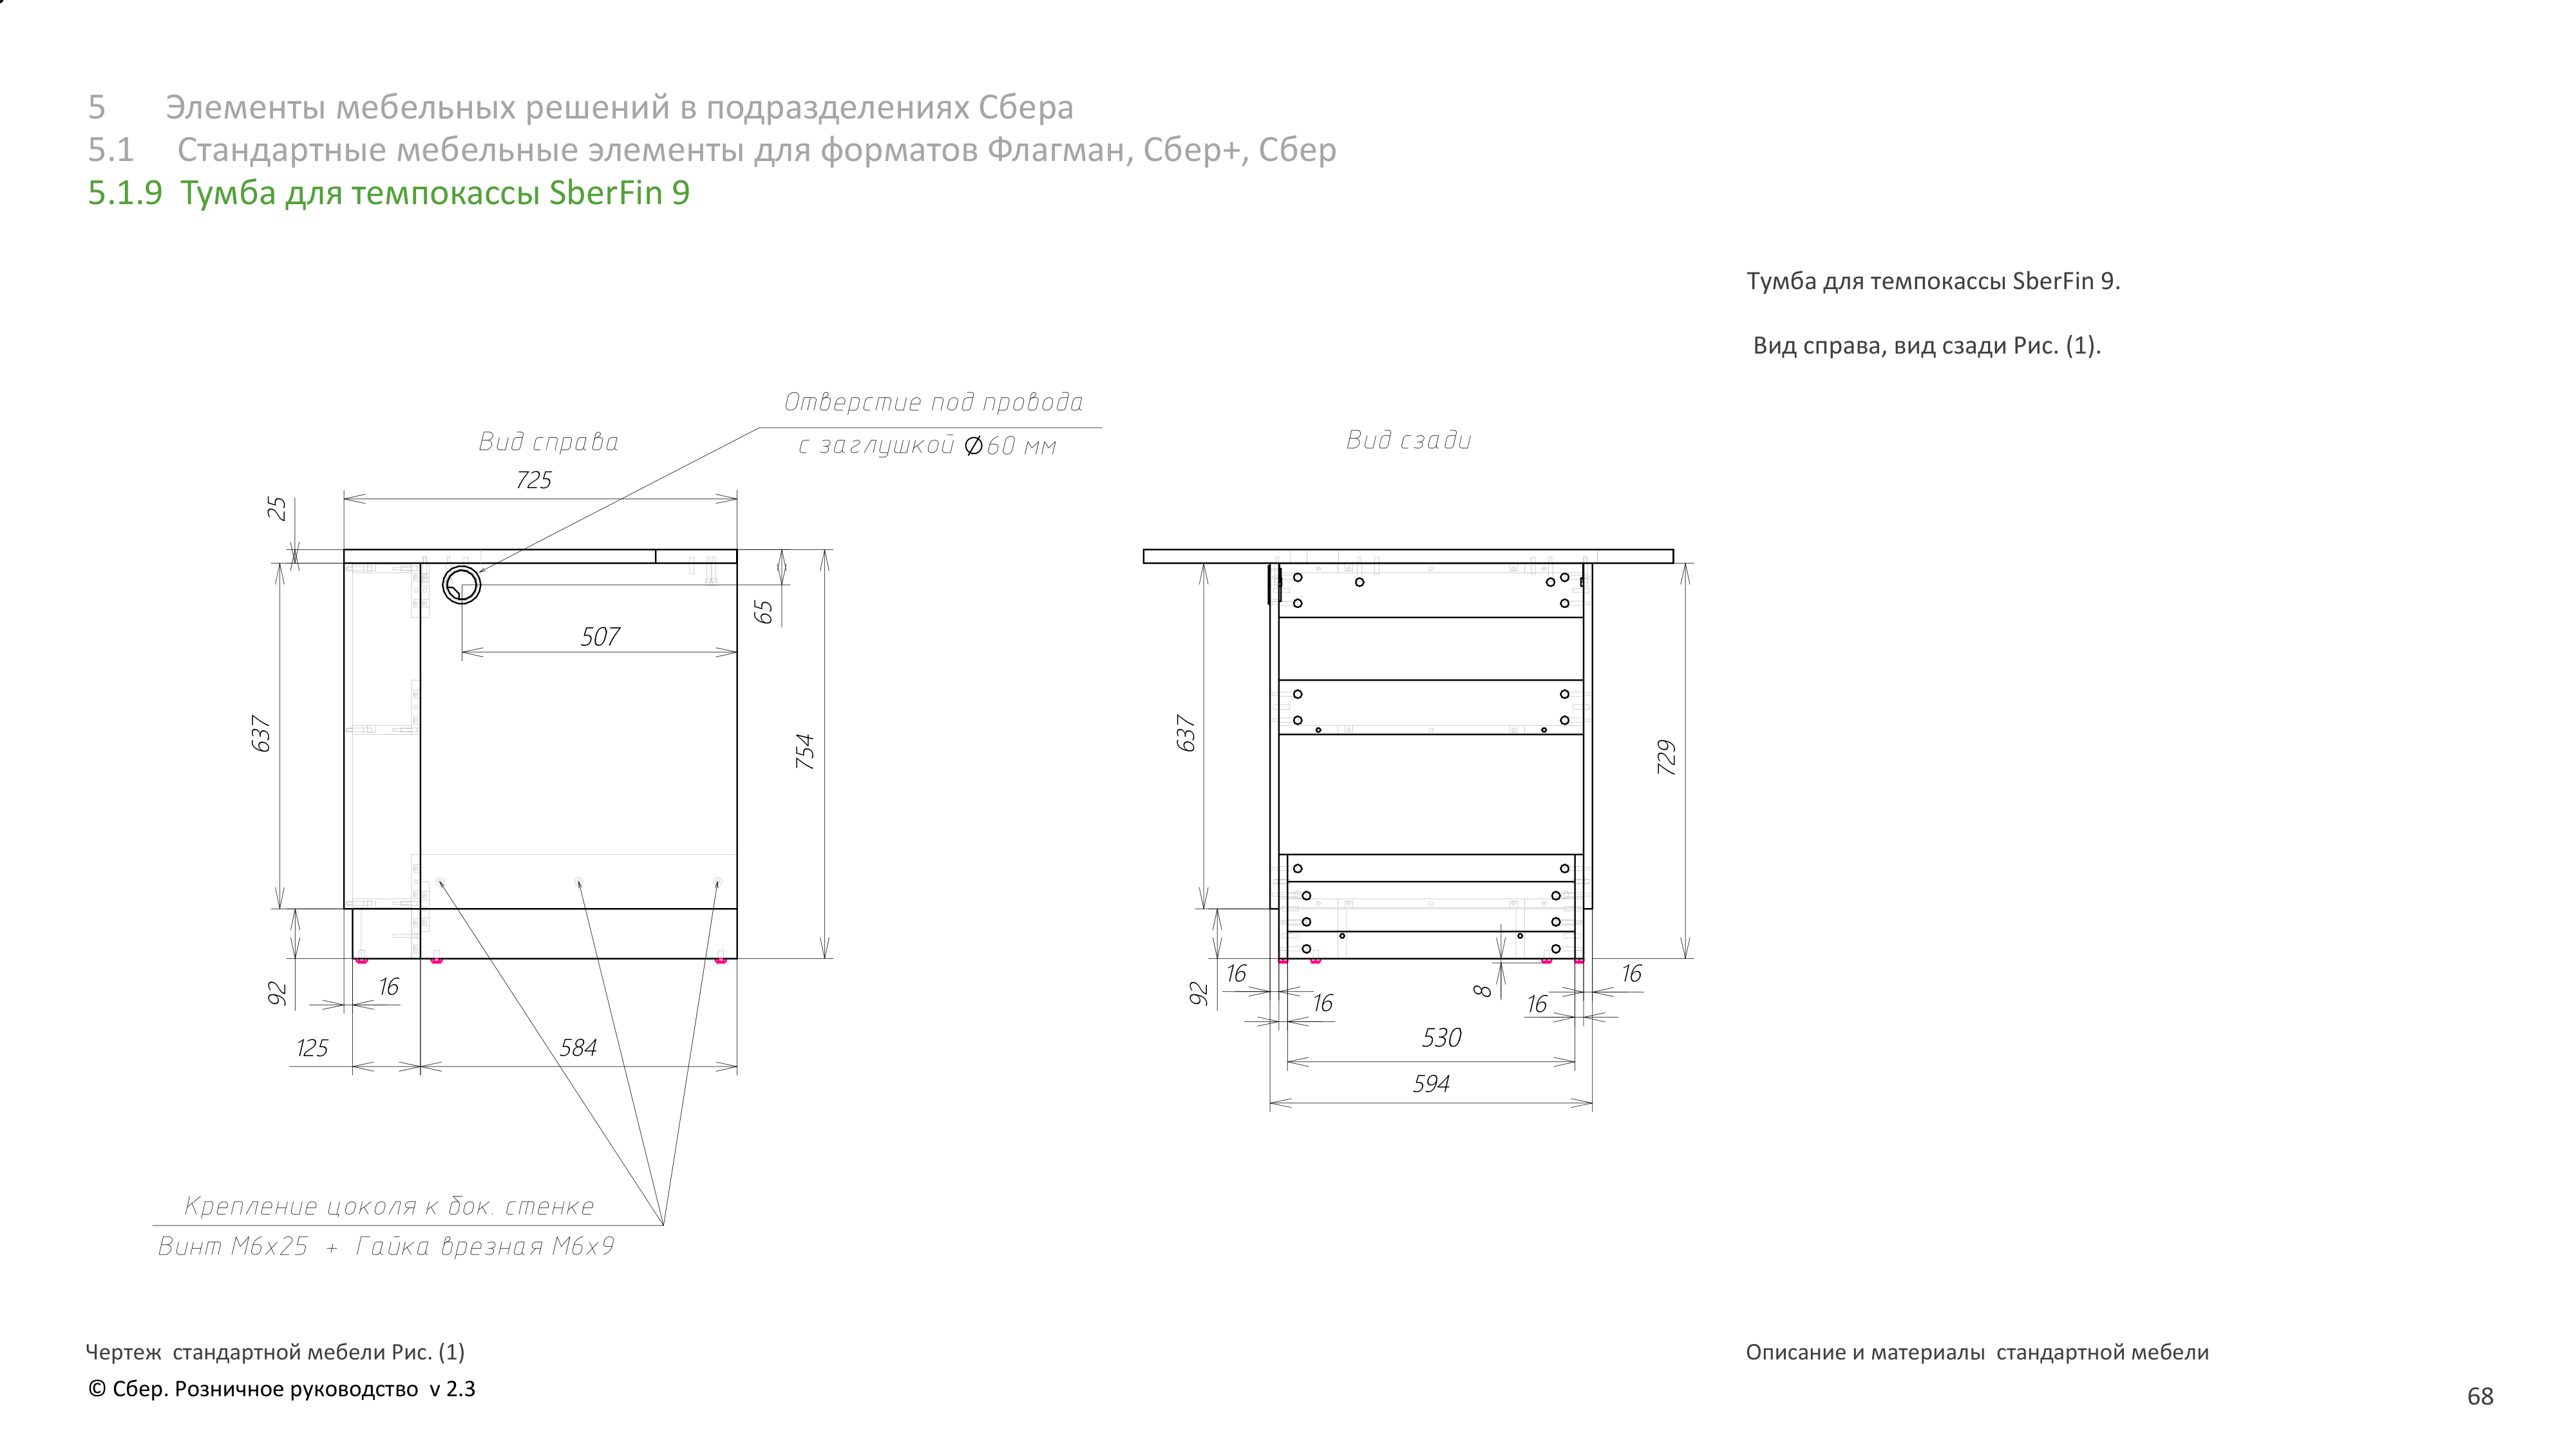 5 Элементы мебельных решений в подразделениях Сбера
5.1 Стандартные мебельные элементы для форматов Флагман, Сбер+, Сбер
5.1.9 Тумба для темпокассы SberFin 9
Тумба для темпокассы SberFin 9.
Вид справа, вид сзади Рис. (1).
Отверстие под провода
с заглушкой Ø60 мм
Вид справа
725
25
65
507
637
754
92
16
125
584
Крепление цоколя к бок. стенке
Винт М6х25 + Гайка врезная М6х9
Вид сзади
637
729
92
16
16
8
16
16
530
594
Чертеж стандартной мебели Рис. (1)
Описание и материалы стандартной мебели
© Сбер. Розничное руководство v 2.3
68